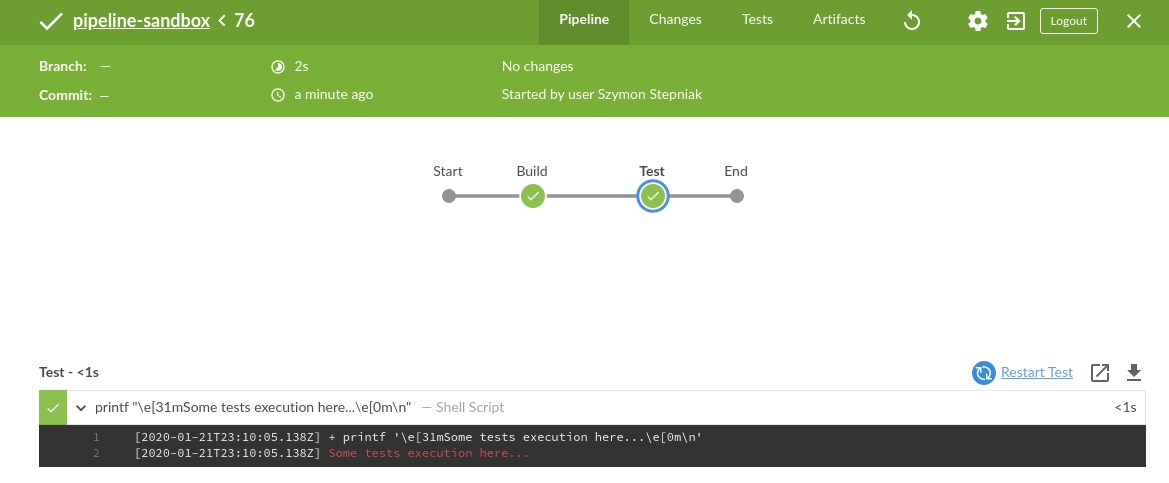 pipeline-sandbox < 76 Pipeline Changes Tests Artifacts Logout
Branch: — 2s No changes
Commit: — a minute ago Started by user Szymon Stepniak
Start Build Test End
Test - <1s Restart Test
printf "\e[31mSome tests execution here...\e[0m\n" — Shell Script <1s
1 [2020-01-21T23:10:05.138Z] + printf '\e[31mSome tests execution here...\e[0m\n'
2 [2020-01-21T23:10:05.138Z] Some tests execution here...